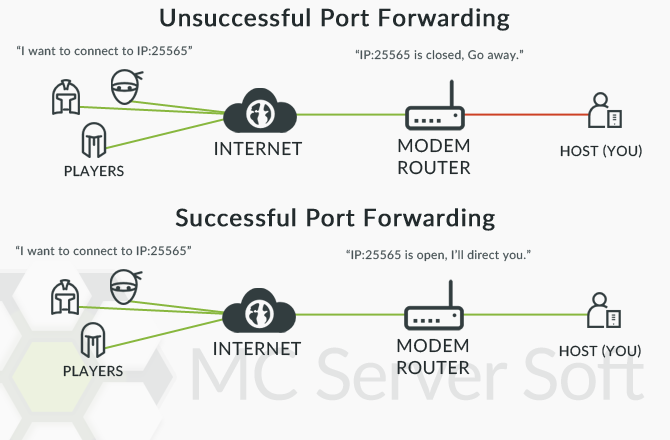 Unsuccessful Port Forwarding
“I want to connect to IP:25565”
“IP:25565 is closed, Go away.”
PLAYERS
INTERNET
MODEM
ROUTER
HOST (YOU)
Successful Port Forwarding
“I want to connect to IP:25565”
“IP:25565 is open, I’ll direct you.”
PLAYERS
INTERNET
MODEM
ROUTER
HOST (YOU)
MC Server Soft